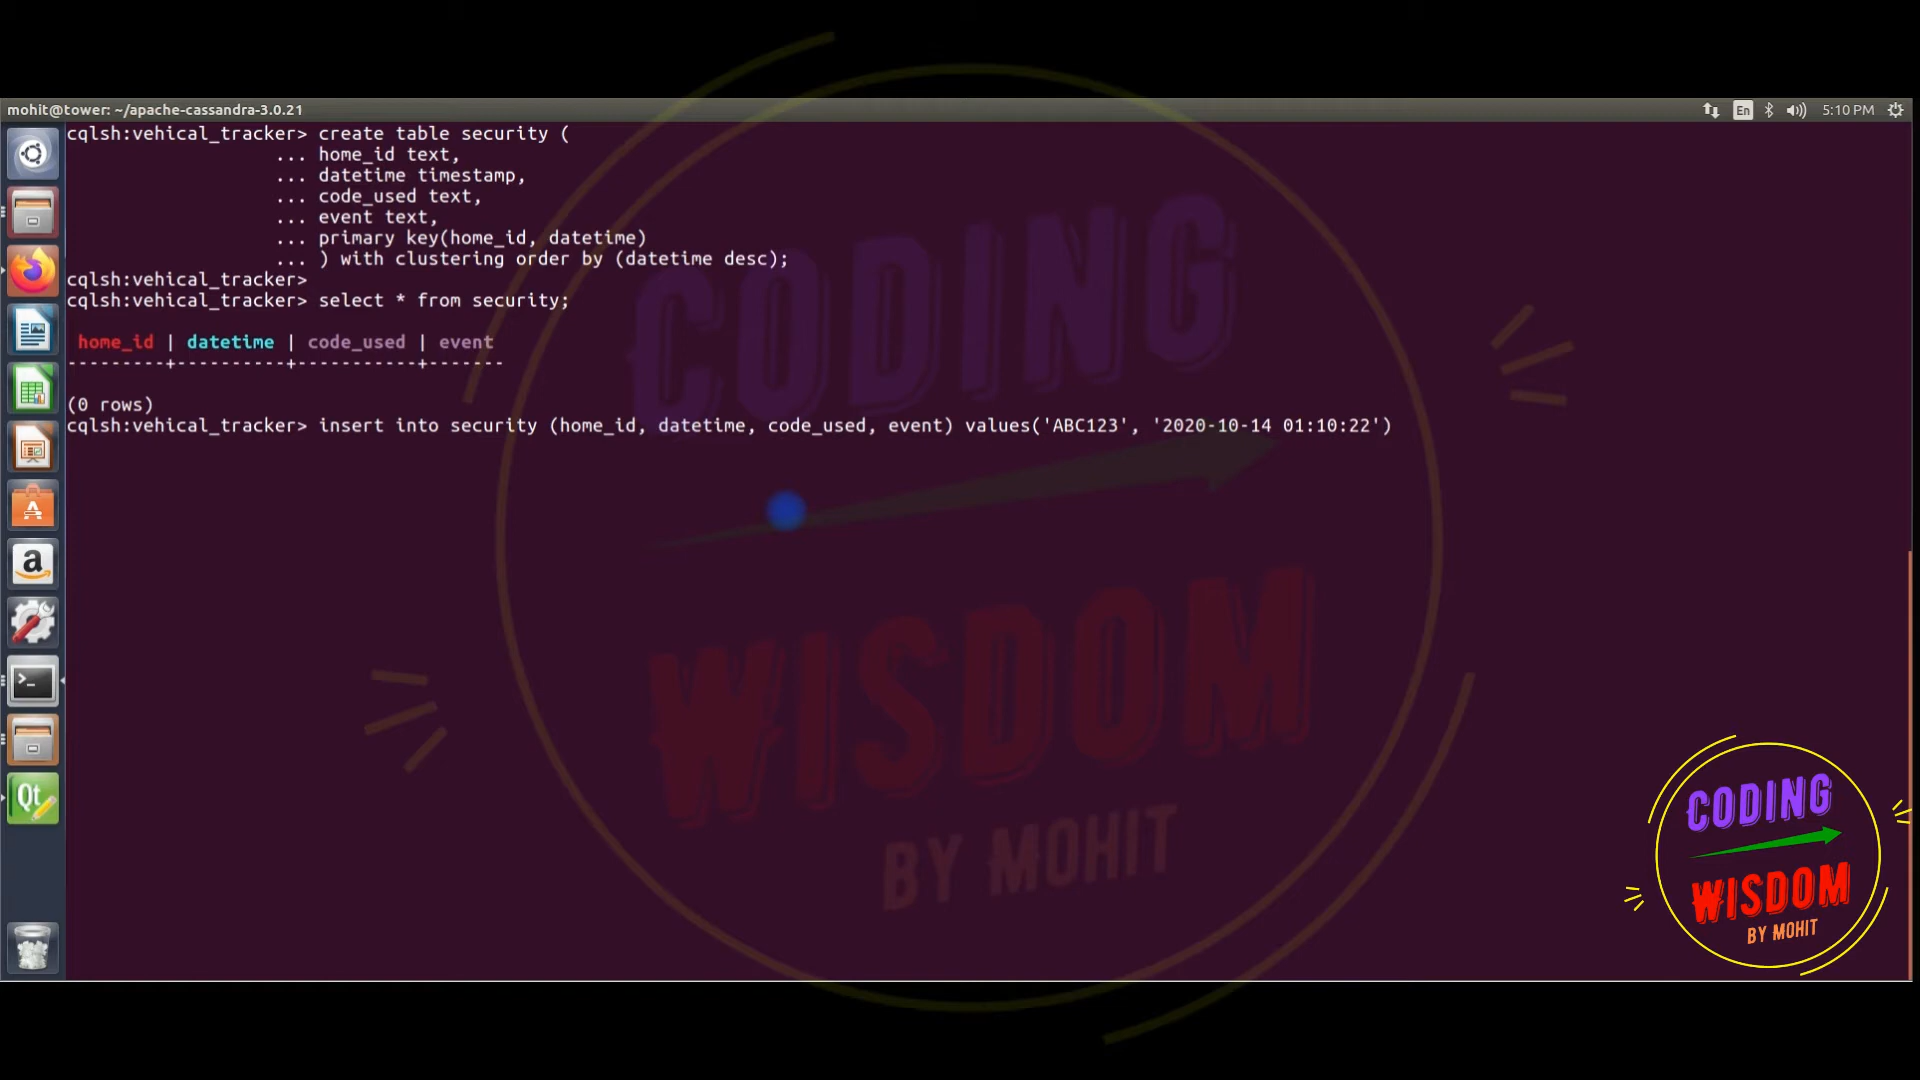 mohit@tower: ~/apache-cassandra-3.0.21
En
5:10 PM
cqlsh:vehical_tracker> create table security (
... home_id text,
... datetime timestamp,
... code_used text,
... event text,
... primary key(home_id, datetime)
... ) with clustering order by (datetime desc);
cqlsh:vehical_tracker>
cqlsh:vehical_tracker> select * from security;
home_id | datetime | code_used | event
---------+----------+-----------+-------
(0 rows)
cqlsh:vehical_tracker> insert into security (home_id, datetime, code_used, event) values('ABC123', '2020-10-14 01:10:22')
CODING
WISDOM
BY MOHIT
Qt
CODING
WISDOM
BY MOHIT